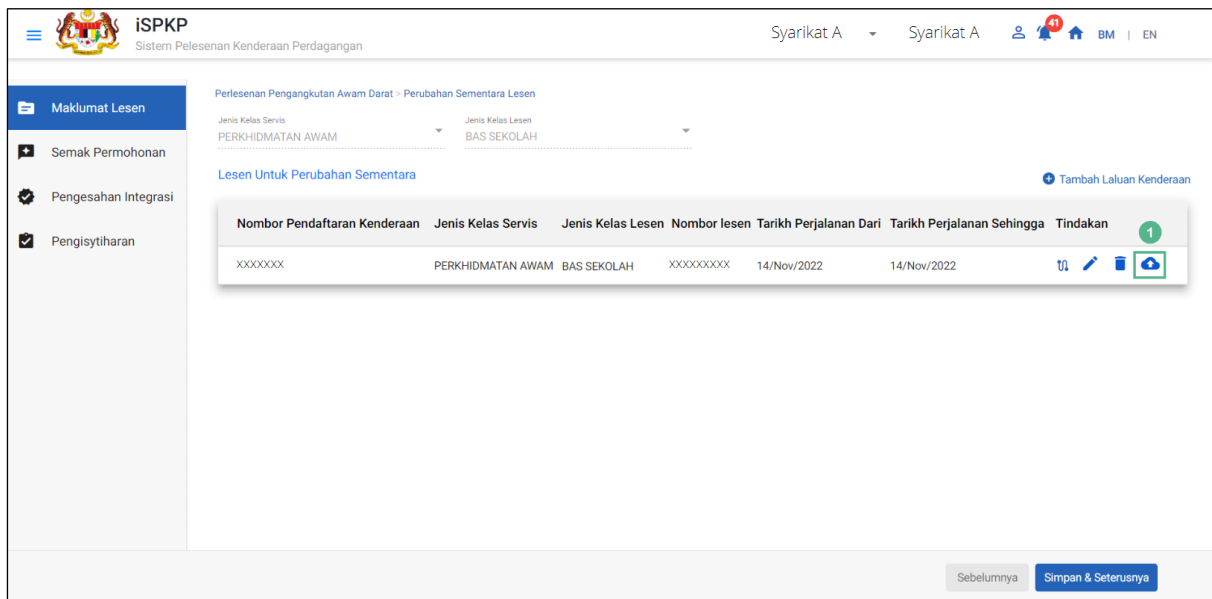 iSPKP
Sistem Pelesenan Kenderaan Perdagangan
Syarikat A
Syarikat A
41
BM | EN
Maklumat Lesen
Semak Permohonan
Pengesahan Integrasi
Pengisytiharan
Perlesenan Pengangkutan Awam Darat > Perubahan Sementara Lesen
Jenis Kelas Servis
PERKHIDMATAN AWAM
Jenis Kelas Lesen
BAS SEKOLAH
Lesen Untuk Perubahan Sementara
Tambah Laluan Kenderaan
Nombor Pendaftaran Kenderaan Jenis Kelas Servis Jenis Kelas Lesen Nombor lesen Tarikh Perjalanan Dari Tarikh Perjalanan Sehingga Tindakan
1
XXXXXXX PERKHIDMATAN AWAM BAS SEKOLAH XXXXXXXXX 14/Nov/2022 14/Nov/2022
Sebelumnya
Simpan & Seterusnya